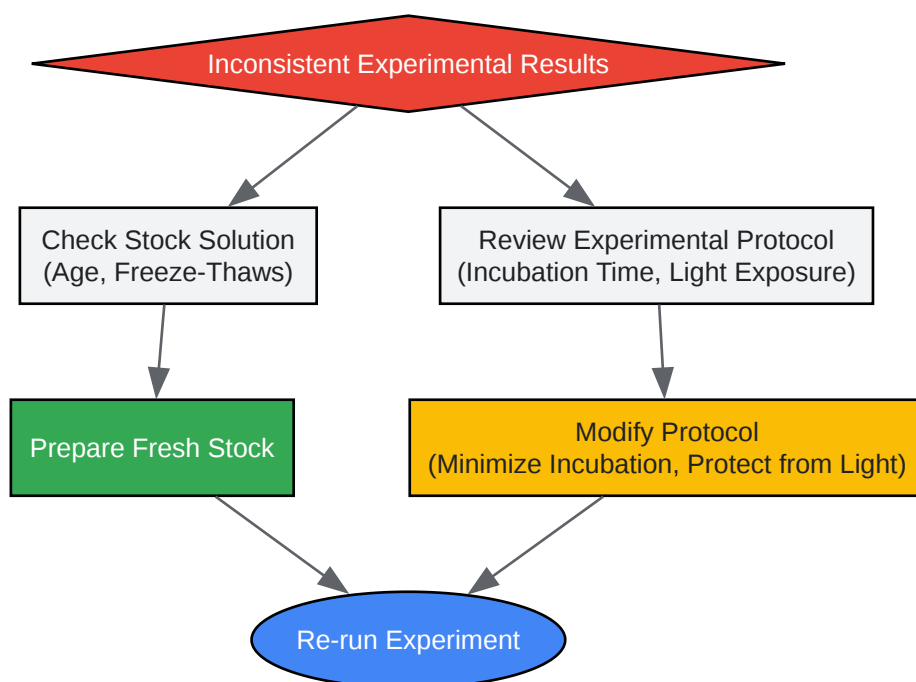 Inconsistent Experimental Results
Check Stock Solution
(Age, Freeze-Thaws)
Review Experimental Protocol
(Incubation Time, Light Exposure)
Prepare Fresh Stock
Modify Protocol
(Minimize Incubation, Protect from Light)
Re-run Experiment